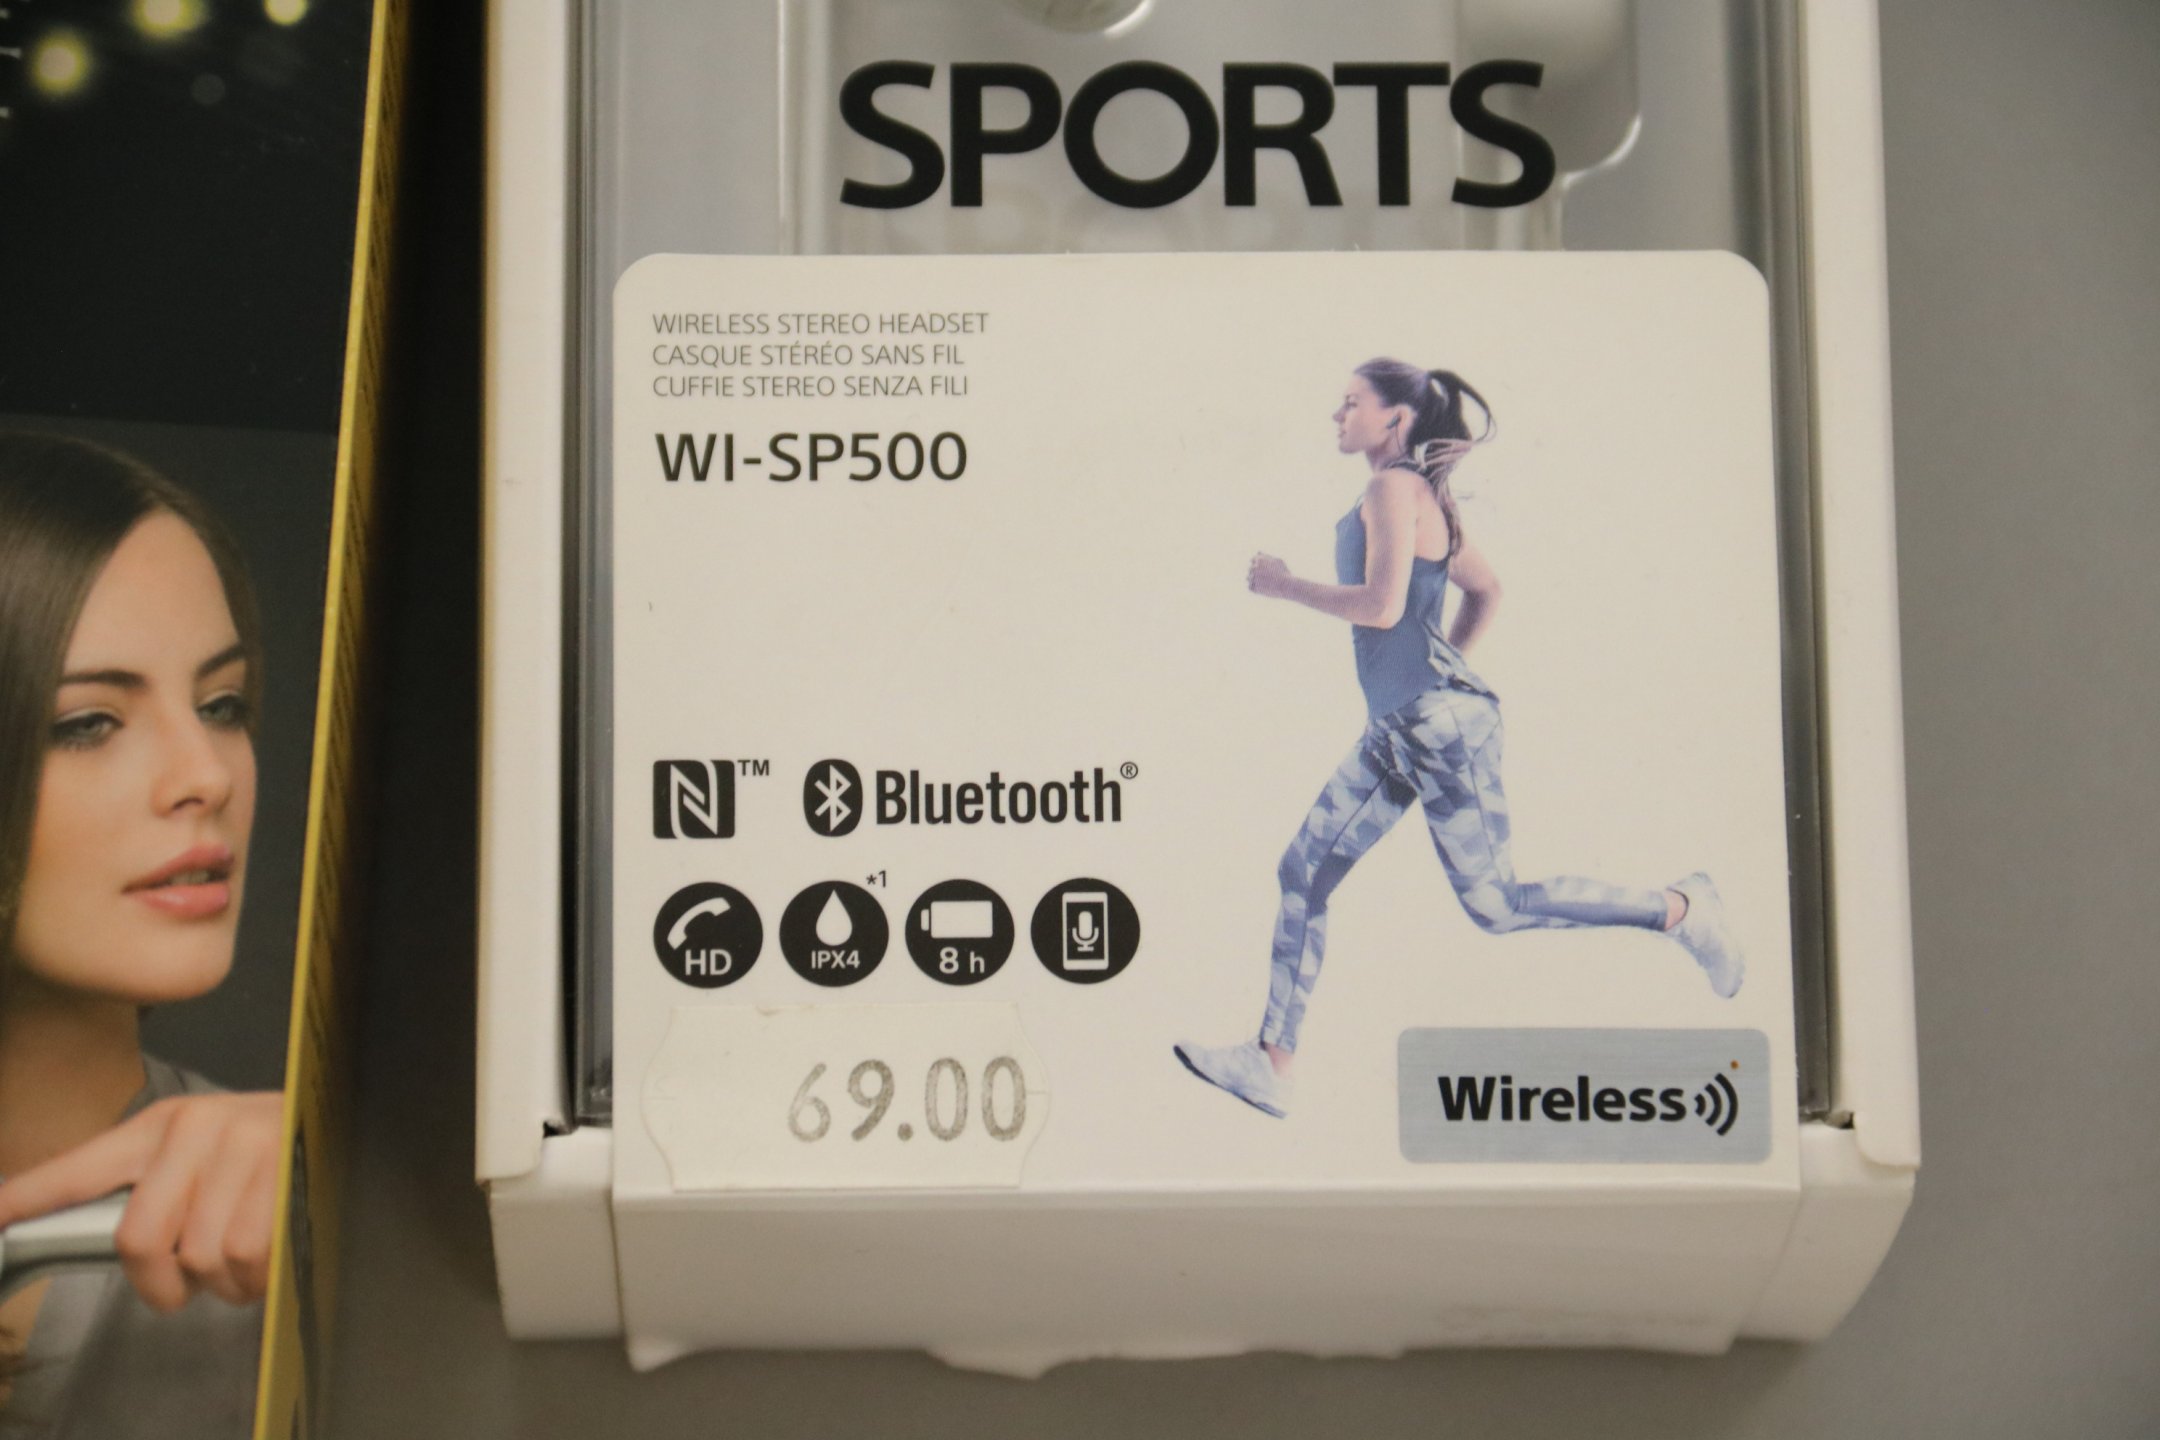 SPORTS
WIRELESS STEREO HEADSET
CASQUE STÉRÉO SANS FIL
CUFFIE STEREO SENZA FILI
WI-SP500
N™ Bluetooth®
HD
IPX4 *1
8 h
69.00
Wireless